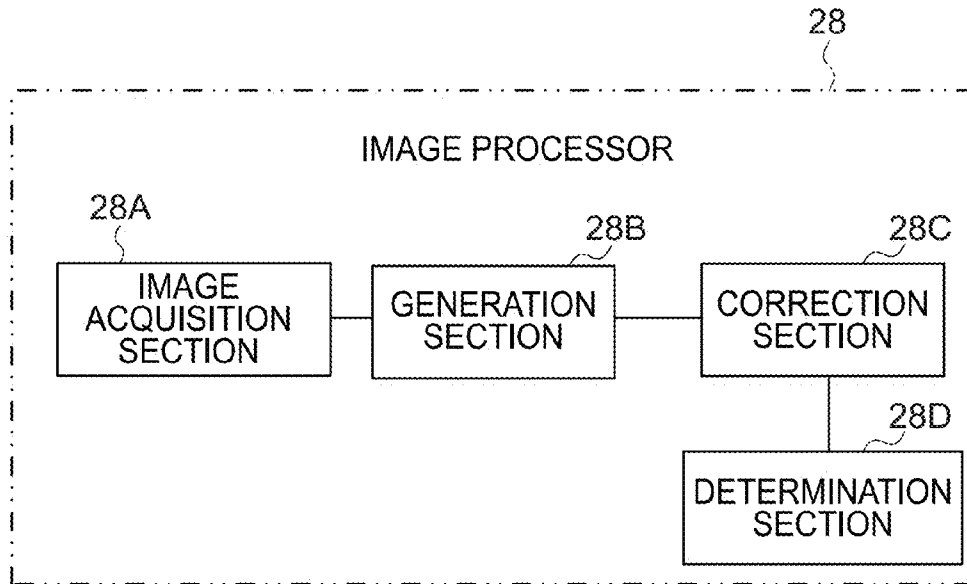 28
IMAGE PROCESSOR
28A
IMAGE
ACQUISITION
SECTION
28B
GENERATION
SECTION
28C
CORRECTION
SECTION
28D
DETERMINATION
SECTION